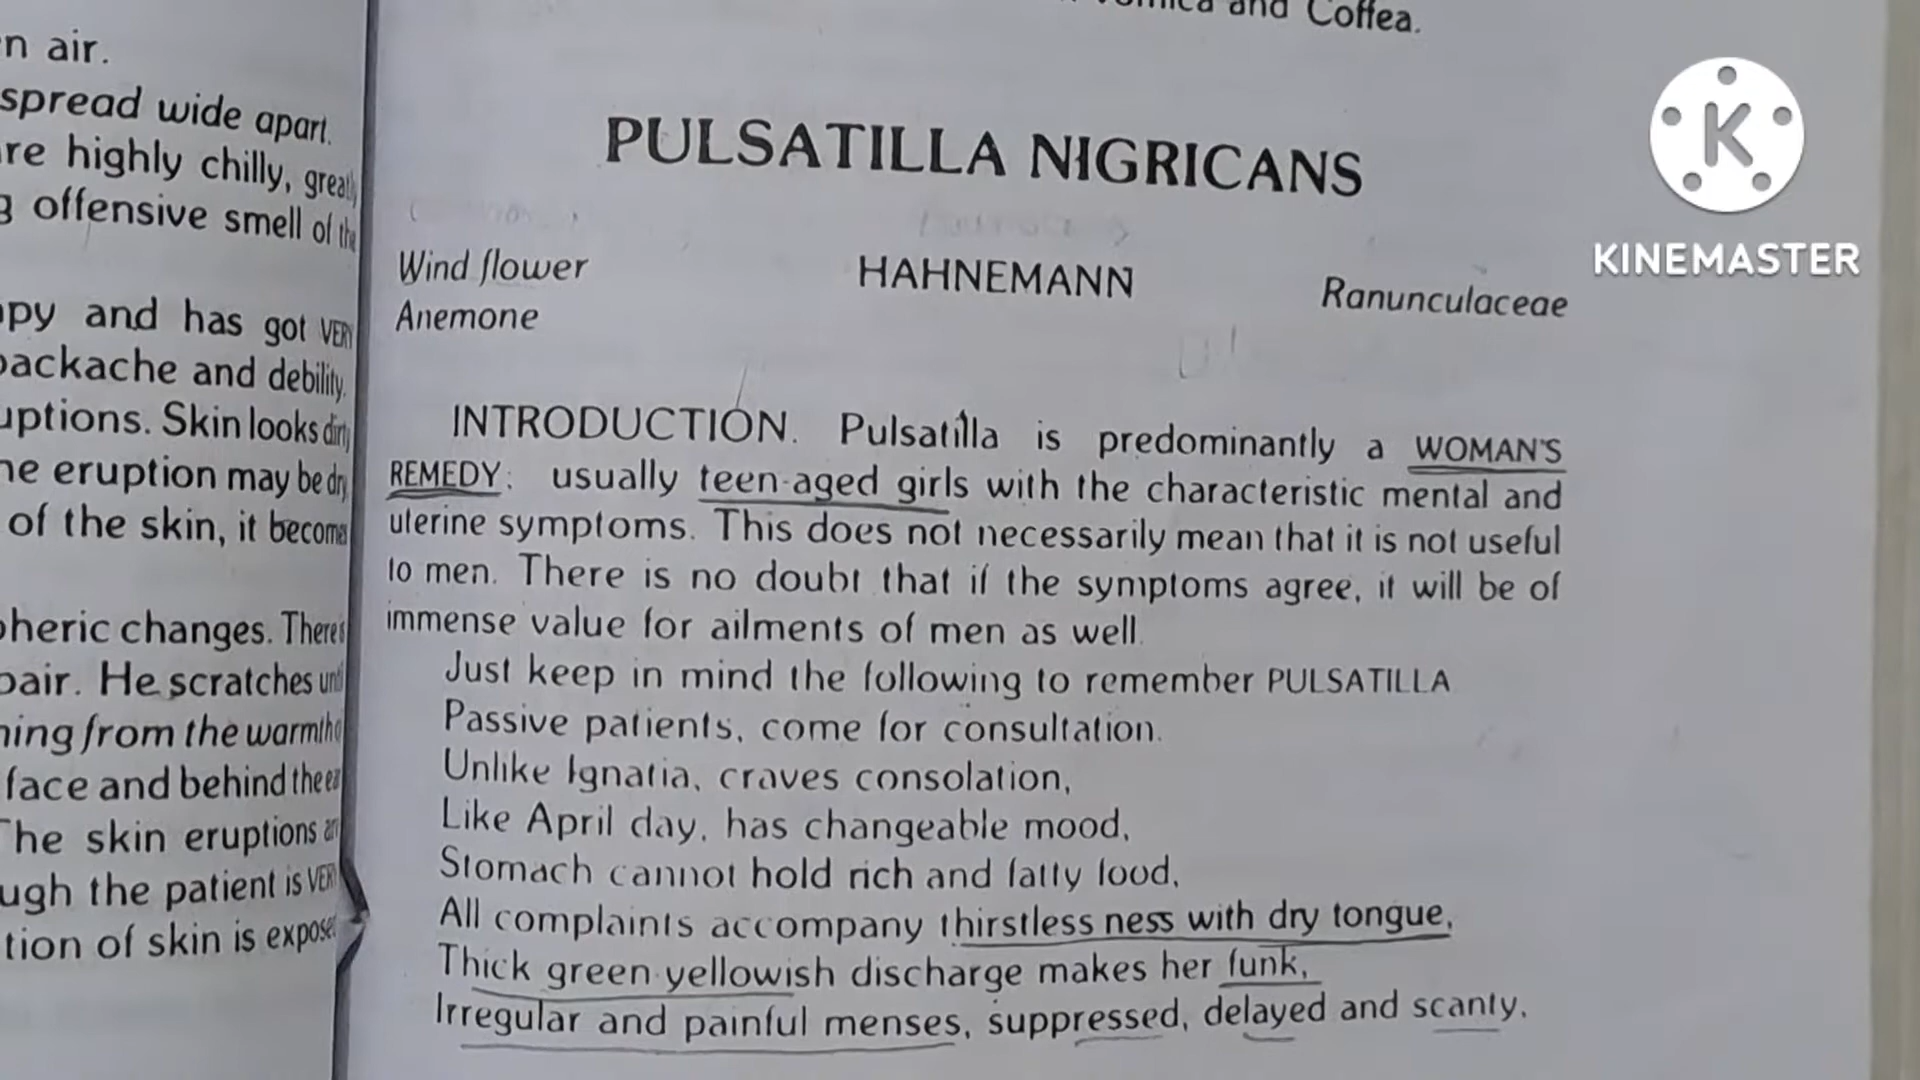 n air.
spread wide apart.
re highly chilly,
offensive smell of the
py and has got VERY
backache and debility.
uptions. Skin looks dirty
he eruption may be dry
of the skin, it becomes
pheric changes. There is
pair. He scratches
ing from the warmth
face and behind the
The skin eruptions
ugh the patient is VERY
tion of skin is
and Coffea.
PULSATILLA NIGRICANS
Wind flower HAHNEMANN Ranunculaceae
Anemone
INTRODUCTION. Pulsatilla is predominantly a WOMAN'S
REMEDY: usually teen-aged girls with the characteristic mental and
uterine symptoms. This does not necessarily mean that it is not useful
to men. There is no doubt that if the symptoms agree, it will be of
immense value for ailments of men as well.
Just keep in mind the following to remember PULSATILLA
Passive patients, come for consultation.
Unlike Ignatia, craves consolation,
Like April day, has changeable mood,
Stomach cannot hold rich and fatty food,
All complaints accompany thirstless ness with dry tongue,
Thick green-yellowish discharge makes her funk,
Irregular and painful menses, suppressed, delayed and scanty,
K
KINEMASTER